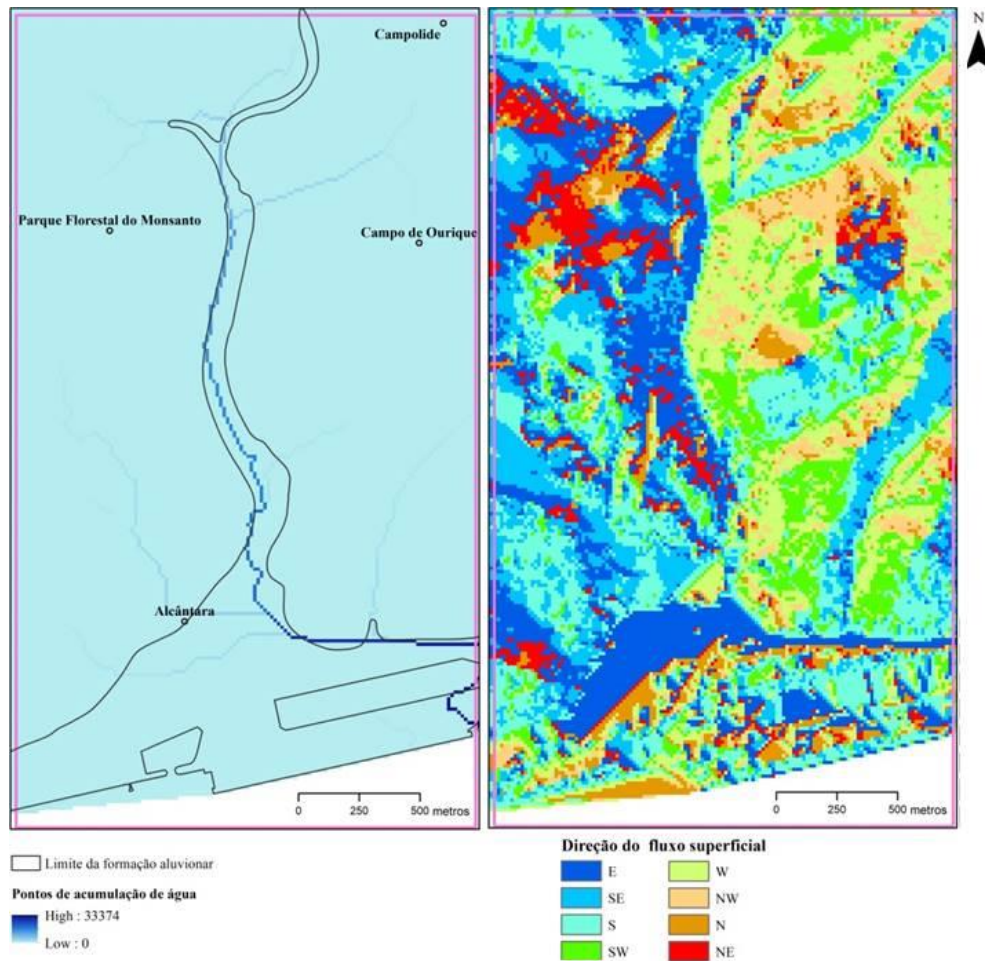 Campolide
Parque Florestal do Monsanto
Campo de Ourique
Alcântara
0 250 500 metros
N
0 250 500 metros
Limite da formação aluvionar
Pontos de acumulação de água
High : 33374
Low : 0
Direção do fluxo superficial
E W
SE NW
S N
SW NE